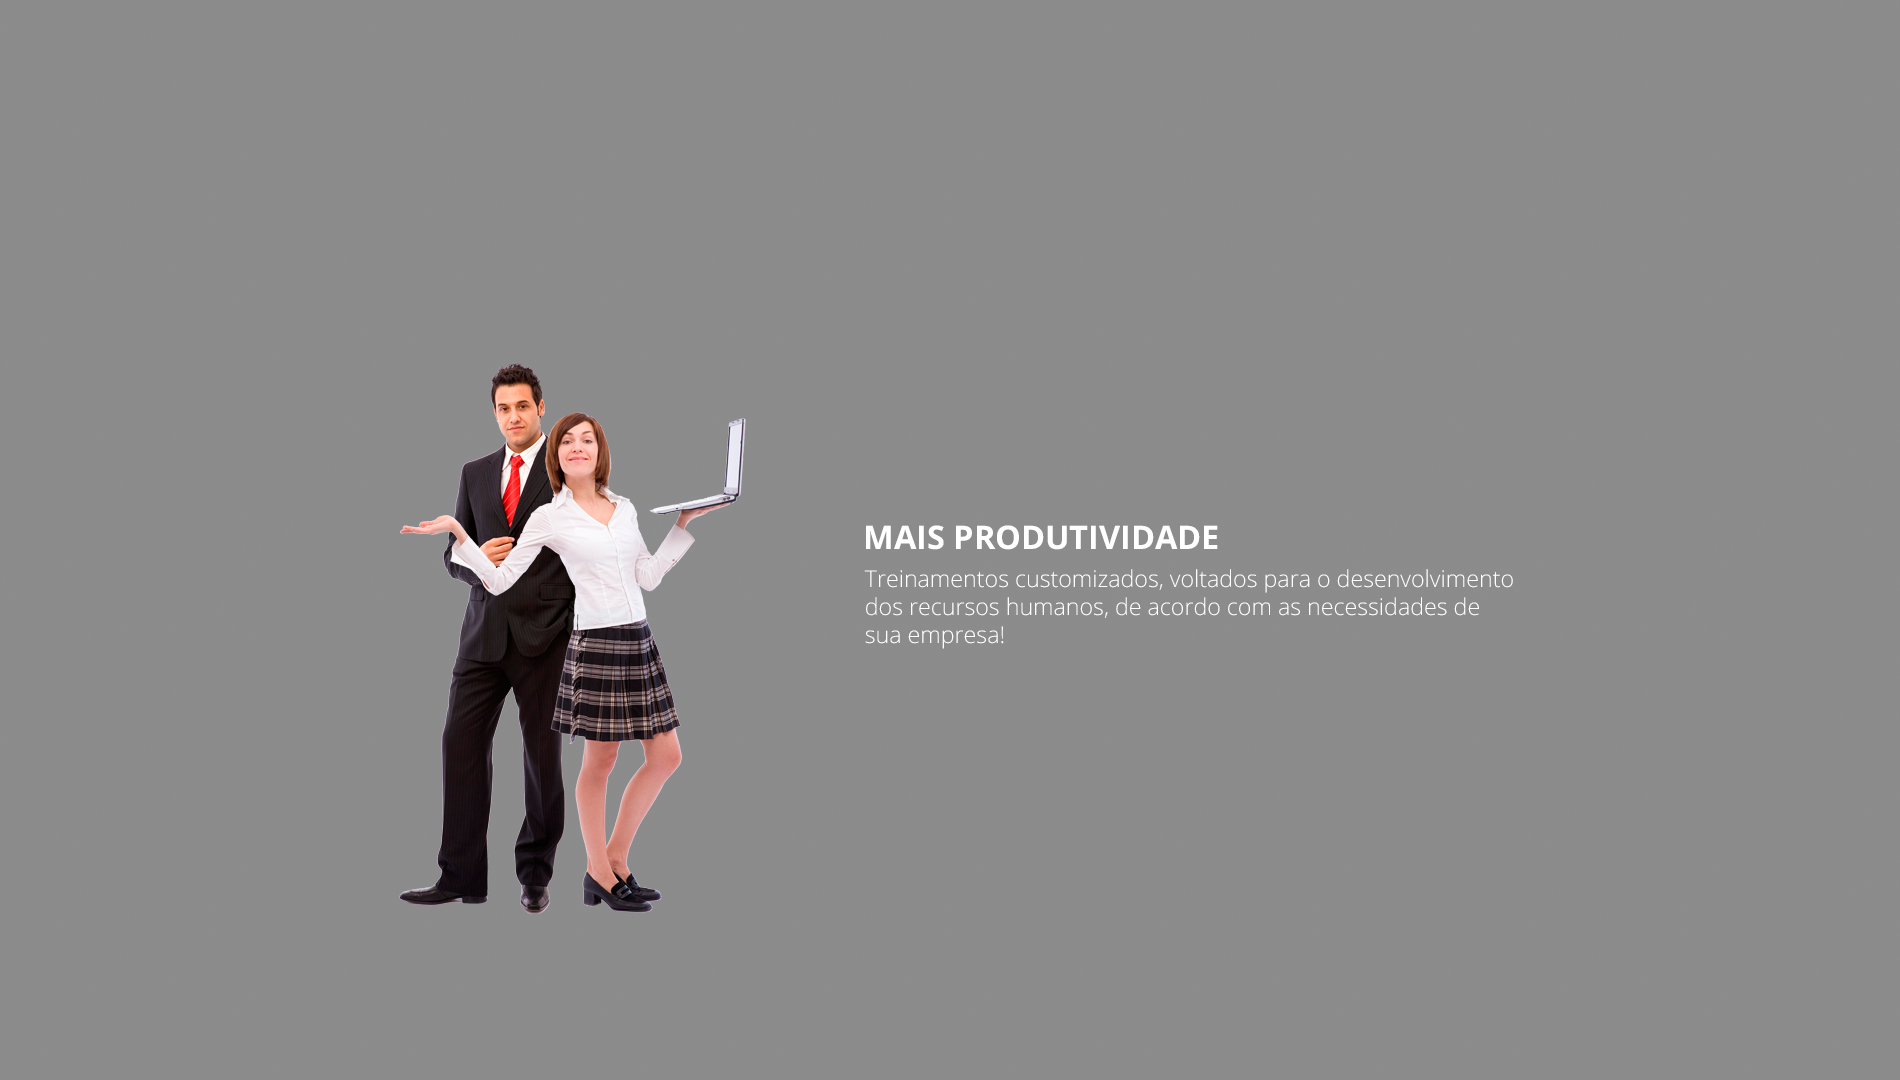 MAIS PRODUTIVIDADE
Treinamentos customizados, voltados para o desenvolvimento
dos recursos humanos, de acordo com as necessidades de
sua empresa!